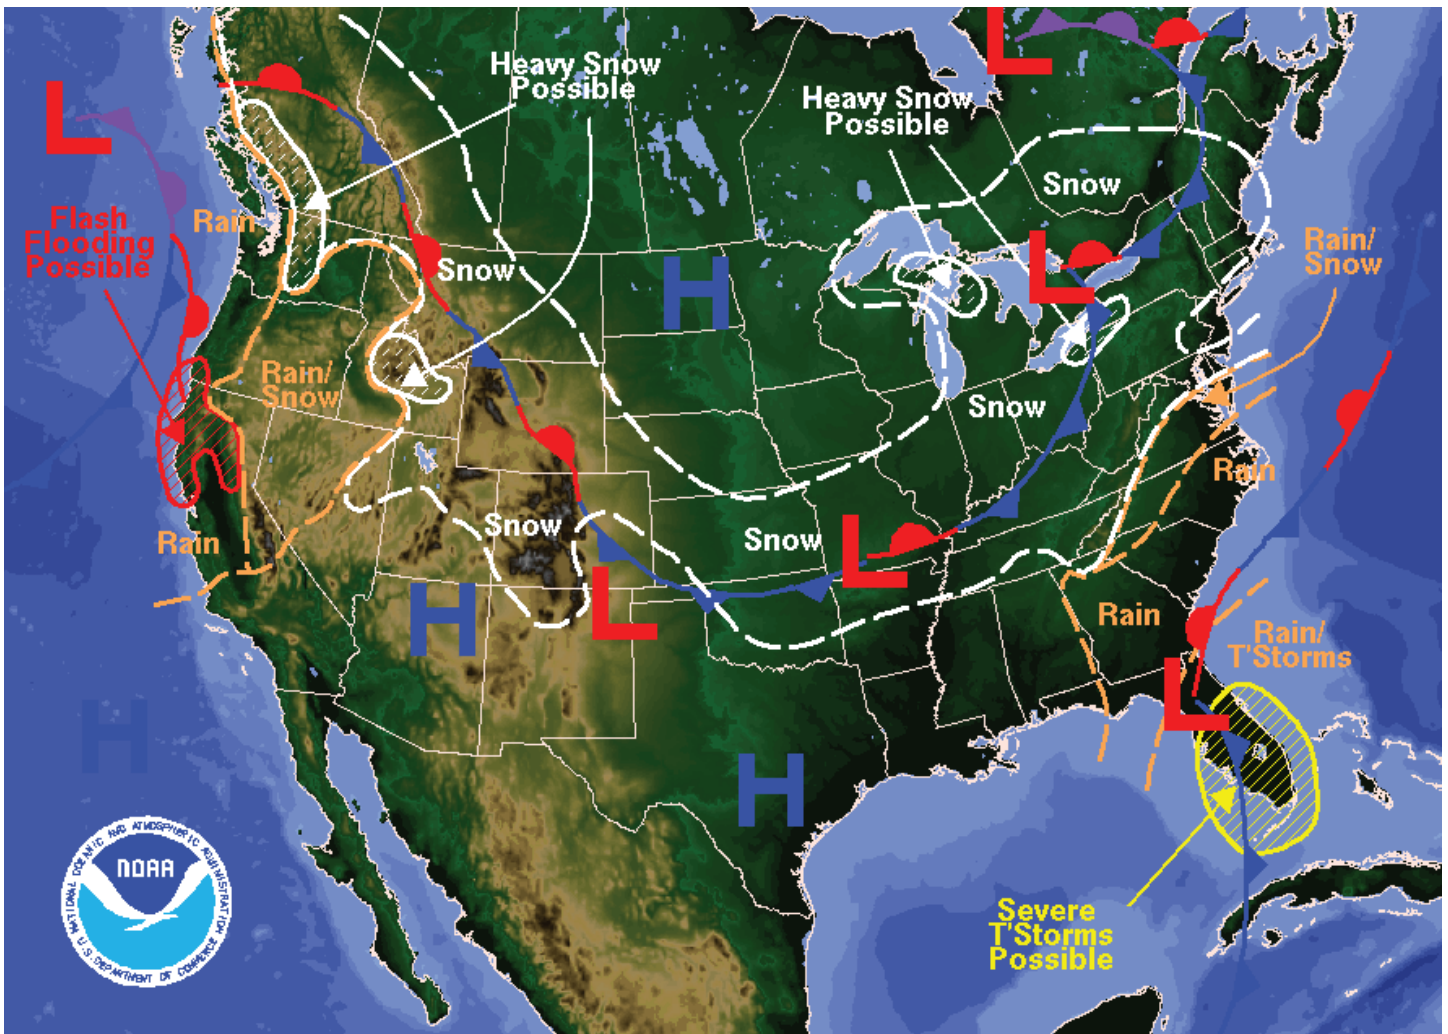 L
L
Heavy Snow
Possible
Heavy Snow
Possible
Snow
Rain
Flash
Flooding
Possible
Rain/
Snow
L
Snow
H
Rain/
Snow
Snow
Rain
Snow
Snow
Rain
L
H
L
Rain
Rain/
T'Storms
L
H
H
NOAA
NATIONAL OCEANIC AND ATMOSPHERIC ADMINISTRATION
U.S. DEPARTMENT OF COMMERCE
Severe
T'Storms
Possible